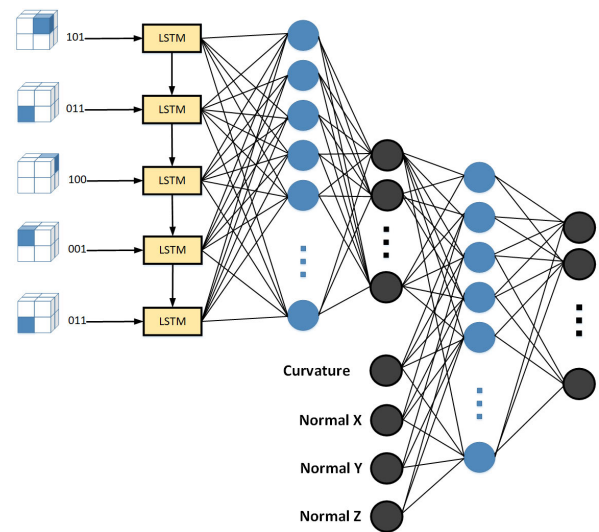 101
LSTM
011
LSTM
100
LSTM
001
LSTM
011
LSTM
Curvature
Normal X
Normal Y
Normal Z